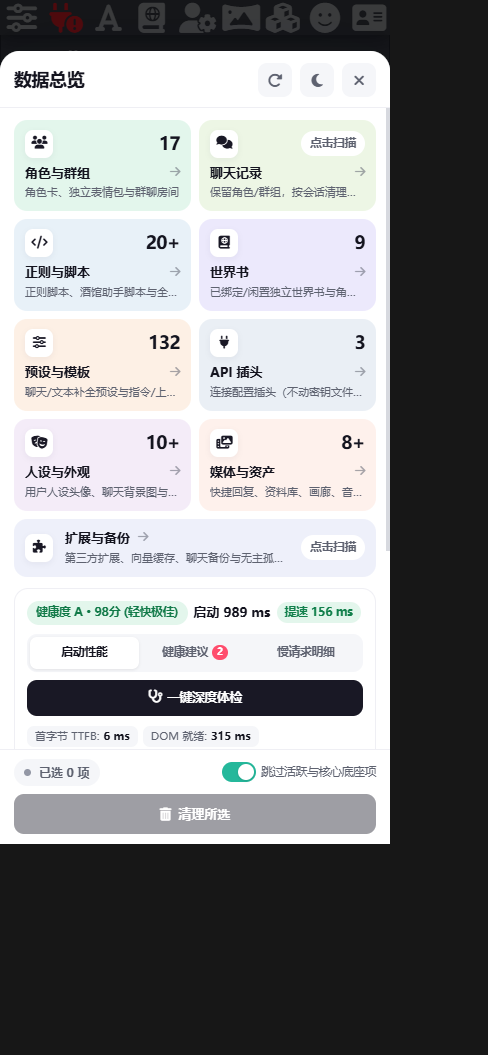 数据总览
17
角色与群组
角色卡、独立表情包与群聊房间
点击扫描
聊天记录
保留角色/群组，按会话清理...
20+
正则与脚本
正则脚本、酒馆助手脚本与全...
9
世界书
已绑定/闲置独立世界书与角...
132
预设与模板
聊天/文本补全预设与指令/上...
3
API 插头
连接配置插头（不动密钥文件...
10+
人设与外观
用户人设头像、聊天背景图与...
8+
媒体与资产
快捷回复、资料库、画廊、音...
扩展与备份
第三方扩展、向量缓存、聊天备份与无主孤...
点击扫描
健康度 A • 98分 (轻快极佳) 启动 989 ms 提速 156 ms
启动性能 健康建议 2 慢请求明细
一键深度体检
首字节 TTFB: 6 ms DOM 就绪: 315 ms
已选 0 项 跳过活跃与核心底座项
清理所选